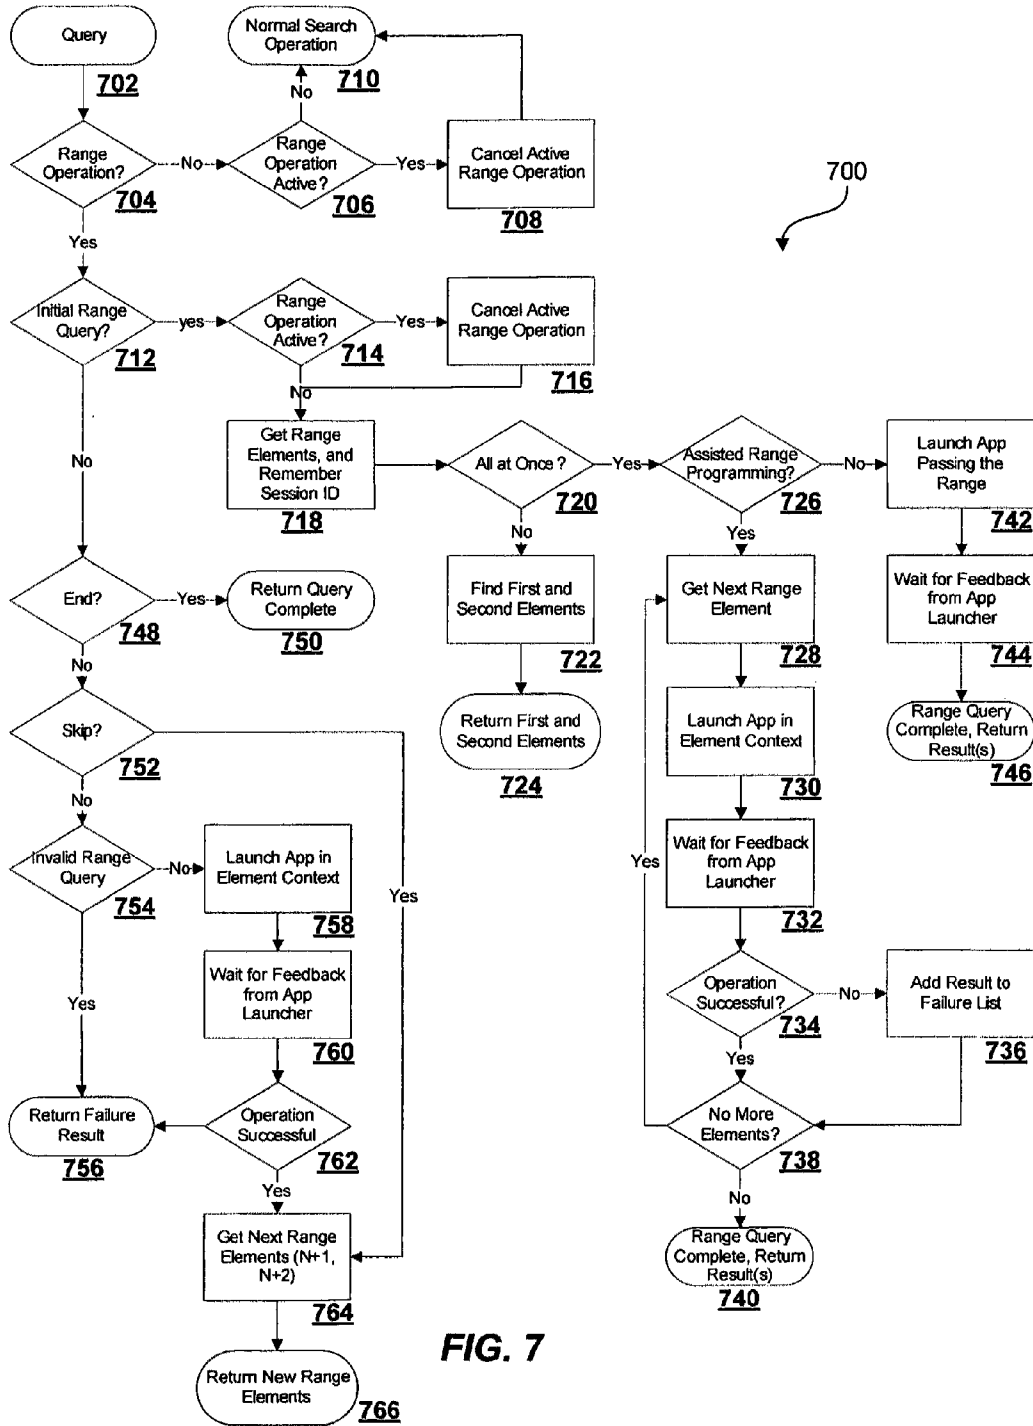 Query
702
Normal Search
Operation
710
No
Range
Operation?
704
No
Range
Operation
Active?
706
Yes
Cancel Active
Range Operation
708
700
Yes
Initial Range
Query?
712
yes
Range
Operation
Active?
714
Yes
Cancel Active
Range Operation
716
No
Get Range
Elements, and
Remember
Session ID
718
All at Once?
720
Yes
Assisted Range
Programming?
726
No
Launch App
Passing the
Range
742
No
No
Yes
Find First and
Second Elements
722
Get Next Range
Element
728
Wait for Feedback
from App
Launcher
744
End?
748
Yes
Return Query
Complete
750
No
Return First and
Second Elements
724
Launch App in
Element Context
730
Range Query
Complete, Return
Result(s)
746
Skip?
752
No
Invalid Range
Query
754
No
Launch App in
Element Context
758
Yes
Yes
Wait for Feedback
from App
Launcher
732
Yes
Wait for Feedback
from App
Launcher
760
Operation
Successful?
734
No
Add Result to
Failure List
736
Yes
Return Failure
Result
756
Operation
Successful
762
No More
Elements?
738
Yes
No
Get Next Range
Elements (N+1,
N+2)
764
Range Query
Complete, Return
Result(s)
740
Return New Range
Elements
766
FIG. 7